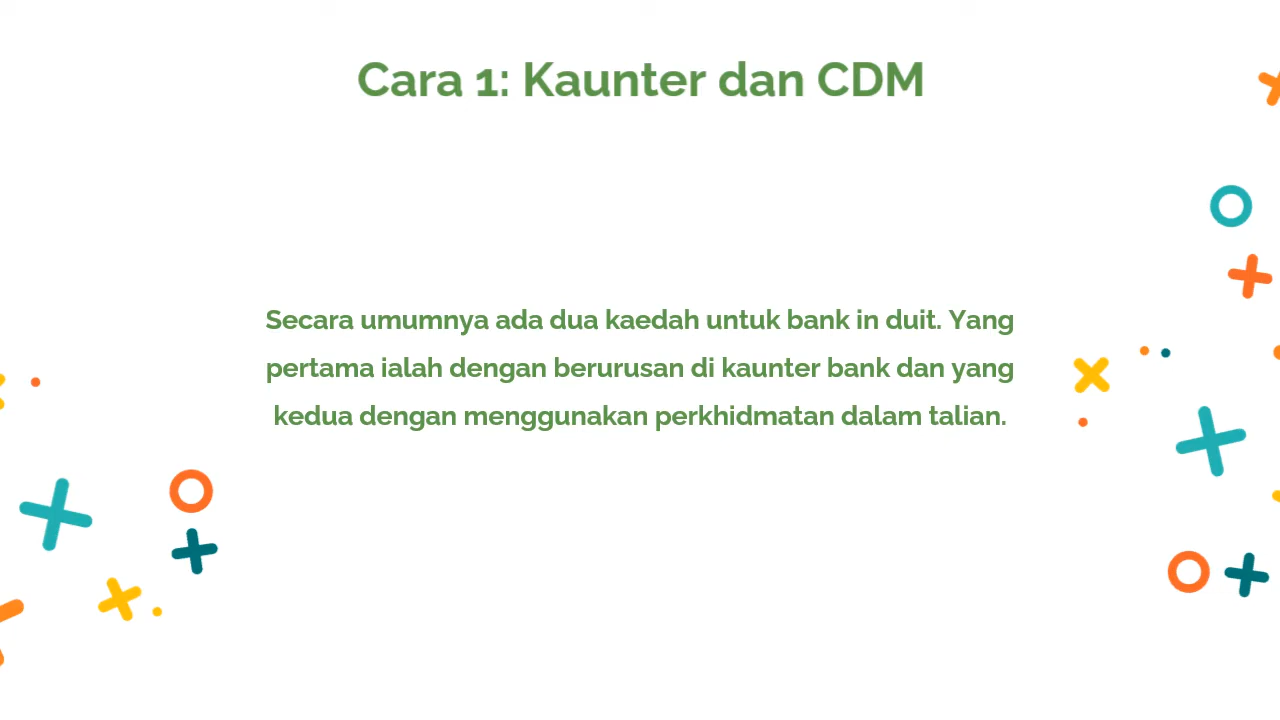 Cara 1: Kaunter dan CDM
Secara umumnya ada dua kaedah untuk bank in duit. Yang
pertama ialah dengan berurusan di kaunter bank dan yang
kedua dengan menggunakan perkhidmatan dalam talian.